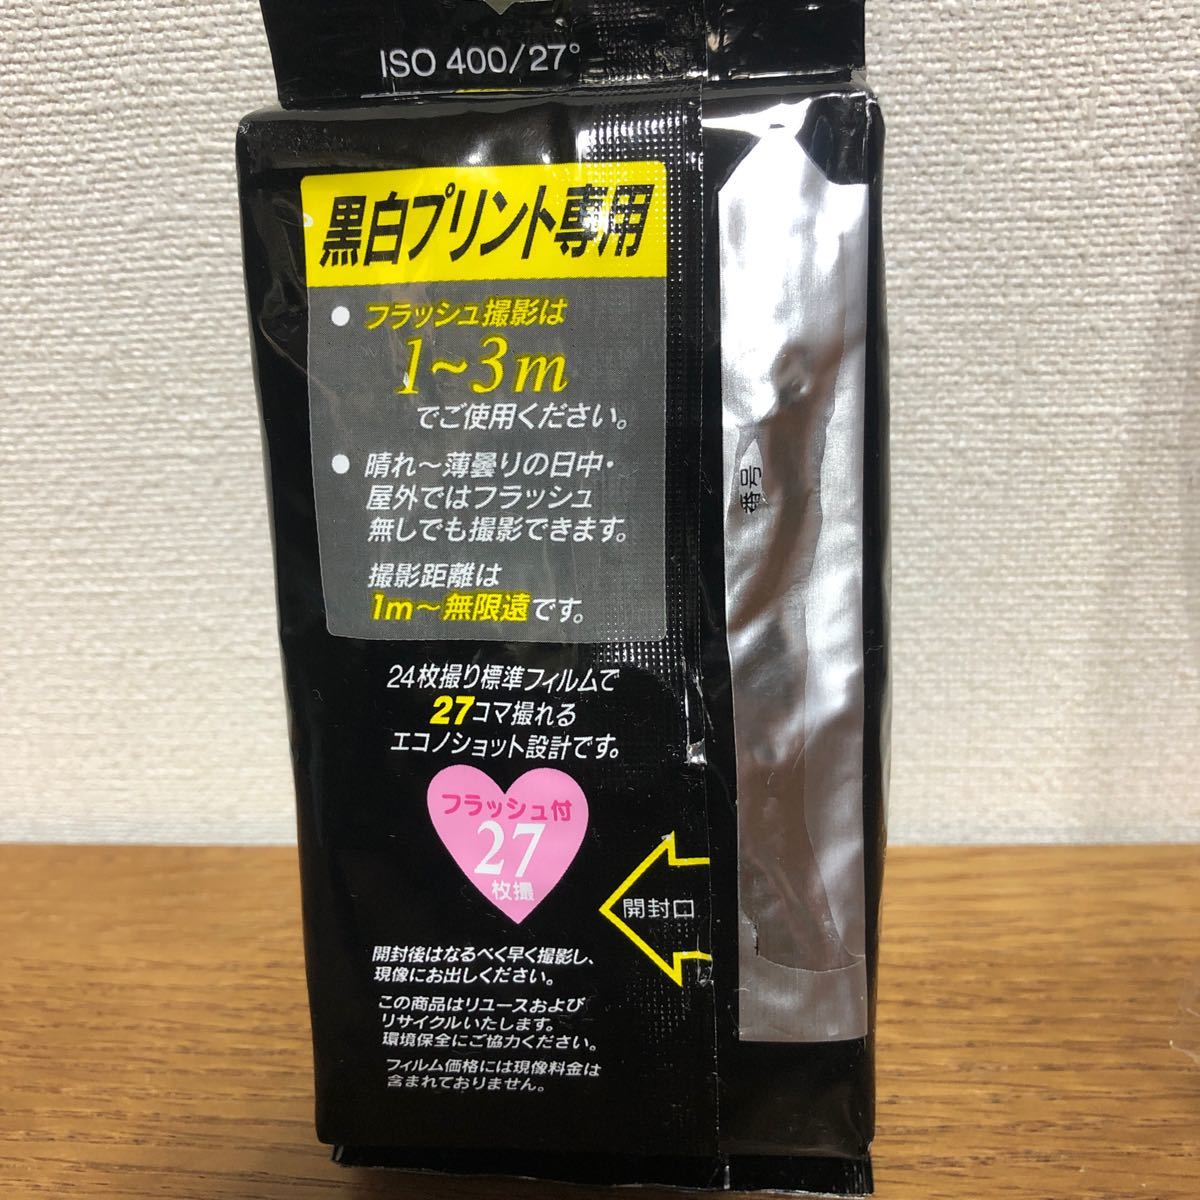 ISO 400/27°
黒白プリント専用
● フラッシュ撮影は
1~3m
でご使用ください。
● 晴れ～薄曇りの日中・
屋外ではフラッシュ
無しでも撮影できます。
撮影距離は
1m～無限遠です。
24枚撮り標準フィルムで
27コマ撮れる
エコノショット設計です。
フラッシュ付
27
枚撮
開封口
番号
開封後はなるべく早く撮影し、
現像にお出しください。
この商品はリユースおよび
リサイクルいたします。
環境保全にご協力ください。
フィルム価格には現像料金は
含まれておりません。